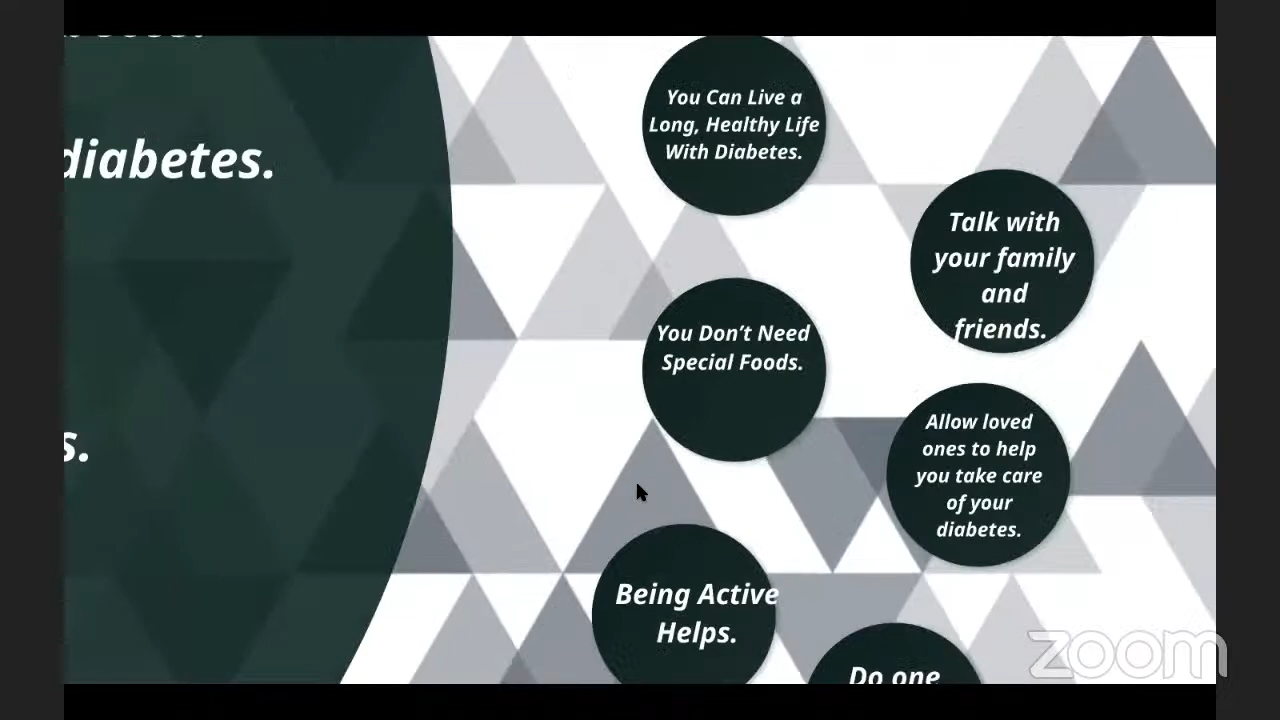 diabetes.
s.
You Can Live a
Long, Healthy Life
With Diabetes.
Talk with
your family
and
friends.
You Don’t Need
Special Foods.
Allow loved
ones to help
you take care
of your
diabetes.
Being Active
Helps.
Do one
zoom